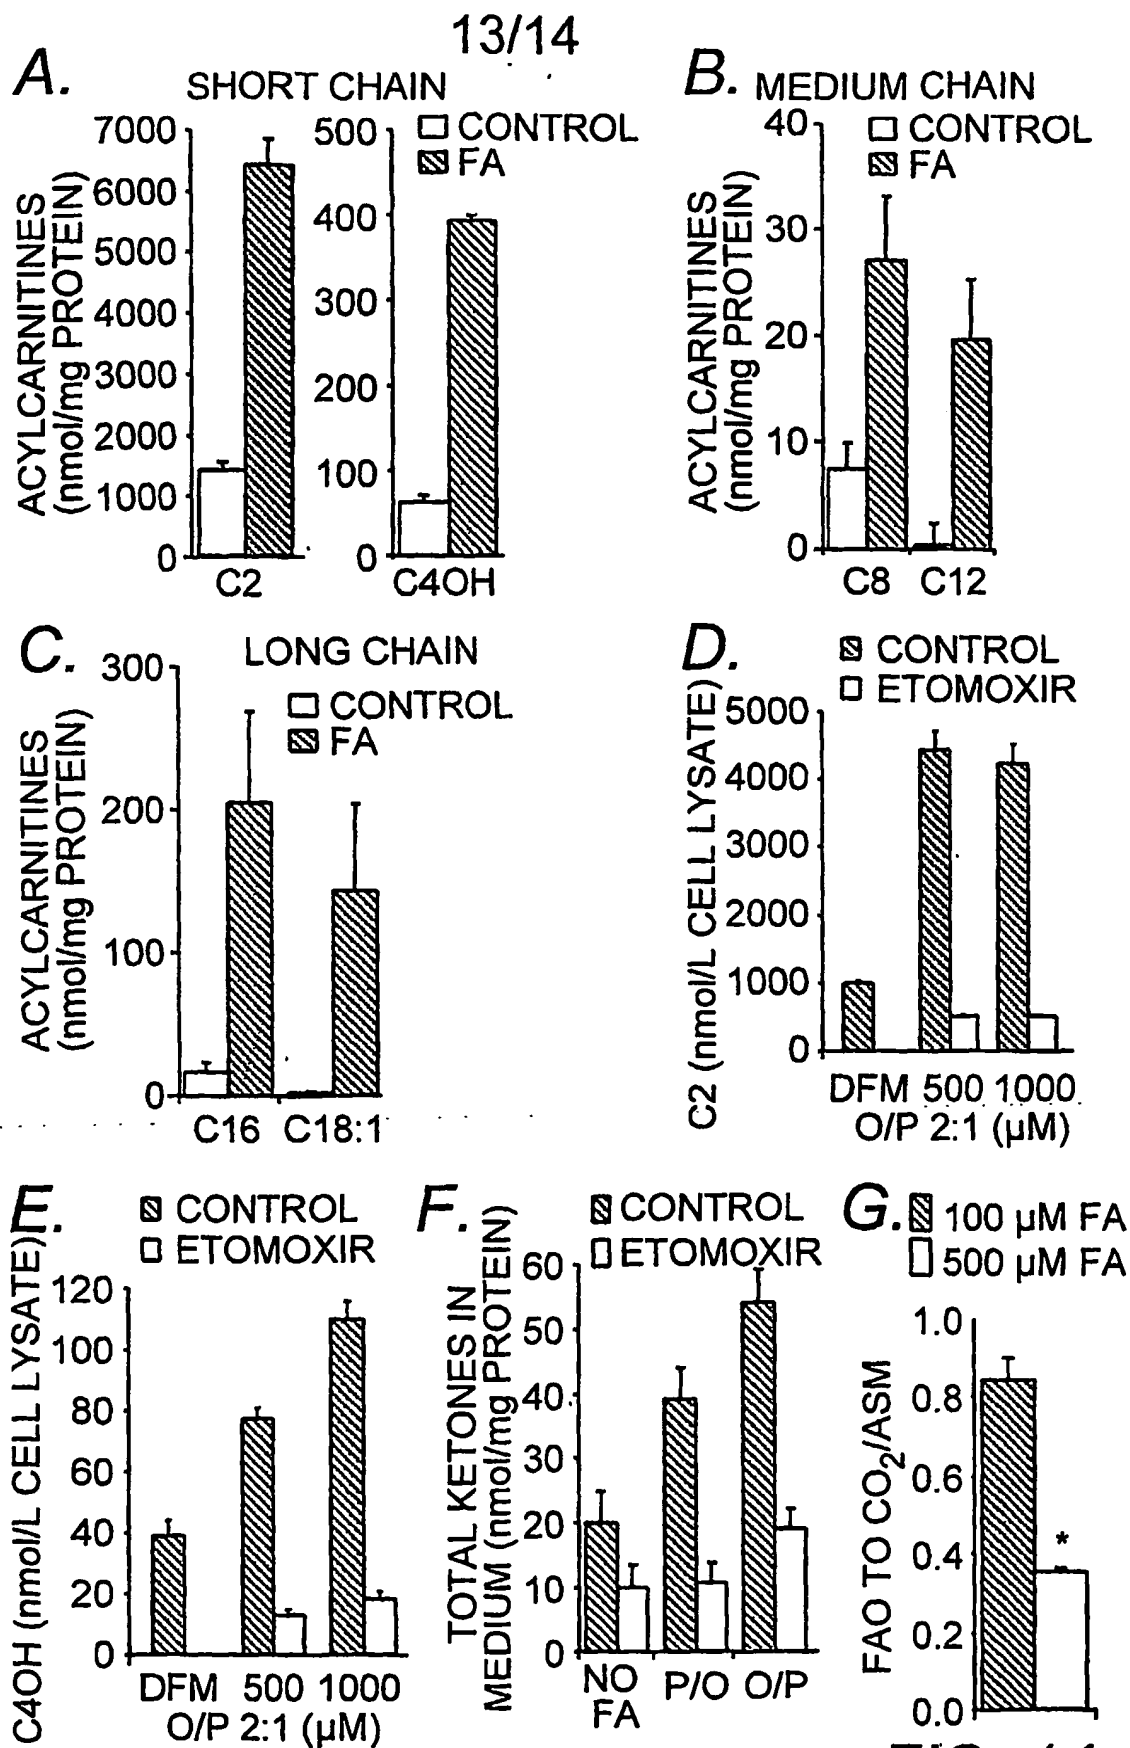 13/14
A.
SHORT CHAIN
CONTROL
FA
ACYLCARNITINES
(nmol/mg PROTEIN)
7000
6000
5000
4000
3000
2000
1000
0
C2
500
400
300
200
100
0
C4OH
B.
MEDIUM CHAIN
CONTROL
FA
ACYLCARNITINES
(nmol/mg PROTEIN)
40
30
20
10
0
C8 C12
C.
LONG CHAIN
CONTROL
FA
ACYLCARNITINES
(nmol/mg PROTEIN)
300
200
100
0
C16 C18:1
D.
CONTROL
ETOMOXIR
C2 (nmol/L CELL LYSATE)
5000
4000
3000
2000
1000
0
DFM 500 1000
O/P 2:1 (µM)
E.
CONTROL
ETOMOXIR
C4OH (nmol/L CELL LYSATE)
120
100
80
60
40
20
0
DFM 500 1000
O/P 2:1 (µM)
F.
CONTROL
ETOMOXIR
TOTAL KETONES IN
MEDIUM (nmol/mg PROTEIN)
60
50
40
30
20
10
0
NO FA
P/O O/P
G.
100 µM FA
500 µM FA
FAO TO CO2/ASM
1.0
0.8
0.6
0.4
0.2
0.0
*